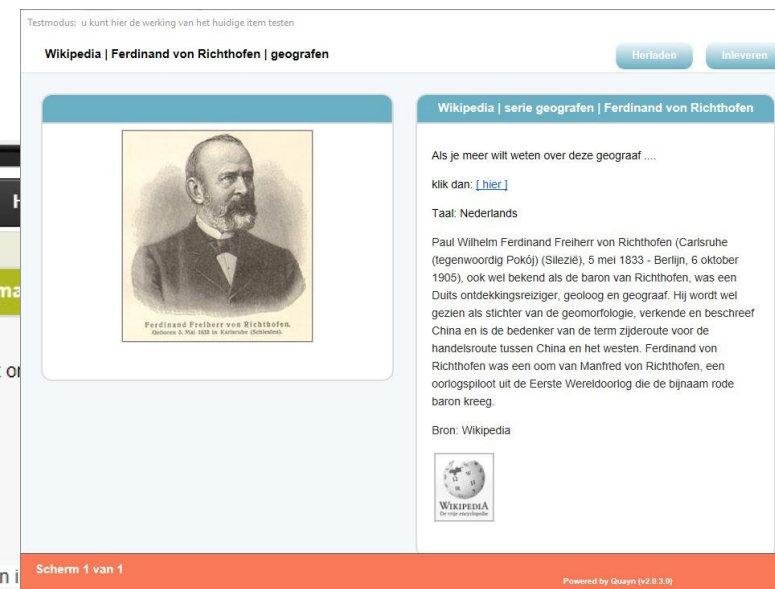 Testmodus: u kunt hier de werking van het huidige item testen
Wikipedia | Ferdinand von Richthofen | geografen
Herladen
Inleveren
Ferdinand Freiherr von Richthofen.
Geboren 5. Mai 1833 in Karlsruhe (Schlesien).
Wikipedia | serie geografen | Ferdinand von Richthofen
Als je meer wilt weten over deze geograaf ....
klik dan: [ hier ]
Taal: Nederlands
Paul Wilhelm Ferdinand Freiherr von Richthofen (Carlsruhe
(tegenwoordig Pokój) (Silezië), 5 mei 1833 - Berlijn, 6 oktober
1905), ook wel bekend als de baron van Richthofen, was een
Duits ontdekkingsreiziger, geoloog en geograaf. Hij wordt wel
gezien als stichter van de geomorfologie, verkende en beschreef
China en is de bedenker van de term zijderoute voor de
handelsroute tussen China en het westen. Ferdinand von
Richthofen was een oom van Manfred von Richthofen, een
oorlogspiloot uit de Eerste Wereldoorlog die de bijnaam rode
baron kreeg.
Bron: Wikipedia
WIKIPEDIA
De vrije encyclopedie
Scherm 1 van 1
Powered by Quayn (v2.0.3.0)